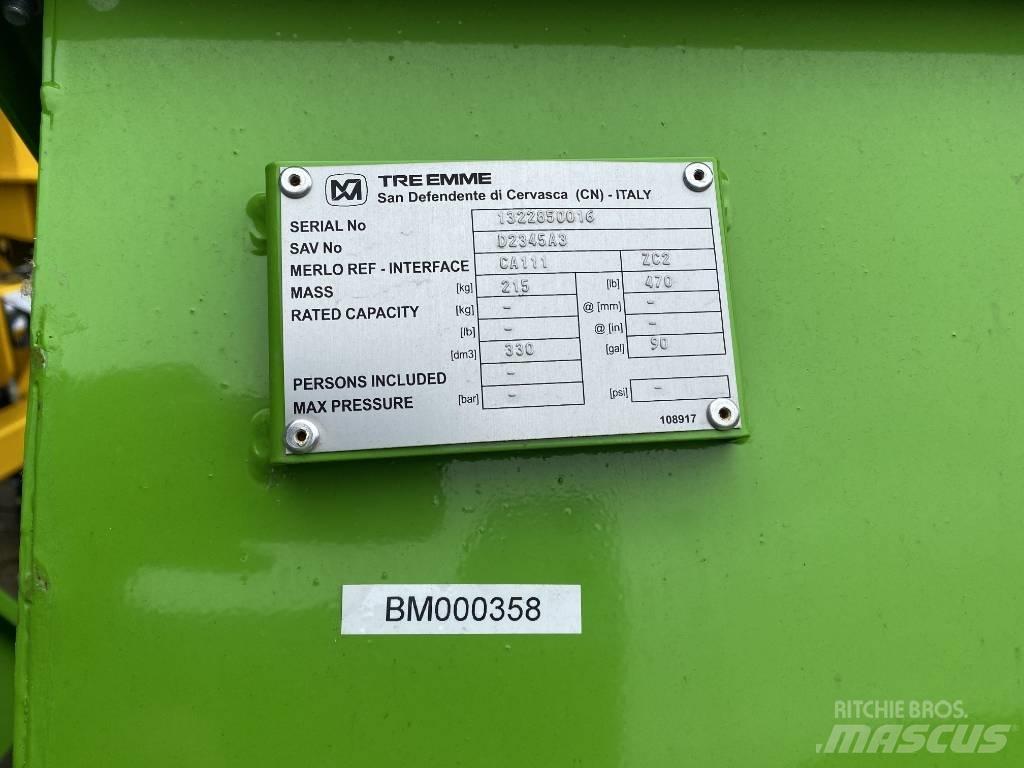 TRE EMME
San Defendente di Cervasca (CN) - ITALY
SERIAL No 1322850016
SAV No D2345A3
MERLO REF - INTERFACE CA111 ZC2
MASS [kg] 215 [lb] 470
RATED CAPACITY [kg] - @ [mm] -
[lb] - @ [in] -
[dm3] 330 [gal] 90
PERSONS INCLUDED -
MAX PRESSURE [bar] - [psi] -
108917
BM000358
RITCHIE BROS.
MASCUS